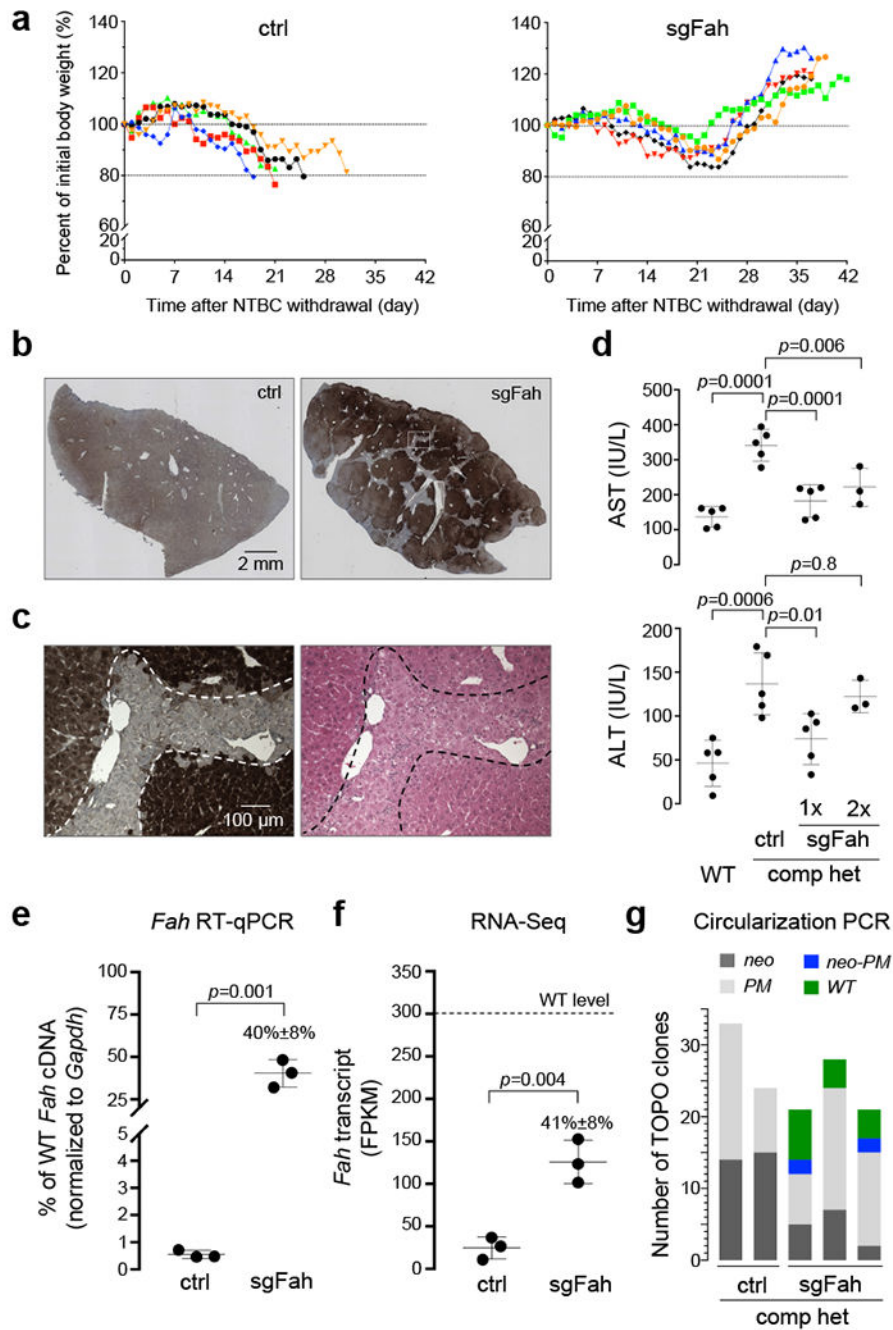 a
ctrl
sgFah
Percent of initial body weight (%)
140
120
100
80
60
20
0
0 7 14 21 28 35 42
Time after NTBC withdrawal (day)
140
120
100
80
60
20
0
0 7 14 21 28 35 42
Time after NTBC withdrawal (day)
b
ctrl
2 mm
sgFah
c
100 µm
d
p=0.006
p=0.0001
p=0.0001
AST (IU/L)
500
400
300
200
100
0
p=0.8
p=0.0006
p=0.01
ALT (IU/L)
200
150
100
50
0
1x 2x
ctrl sgFah
WT comp het
e
Fah RT-qPCR
% of WT Fah cDNA
(normalized to Gapdh)
100
75
50
25
5
4
3
2
1
0
p=0.001
40%±8%
ctrl sgFah
f
RNA-Seq
Fah transcript
(FPKM)
350
300
250
200
150
100
50
0
WT level
p=0.004
41%±8%
ctrl sgFah
g
Circularization PCR
neo neo-PM
PM WT
Number of TOPO clones
30
20
10
0
ctrl sgFah
comp het